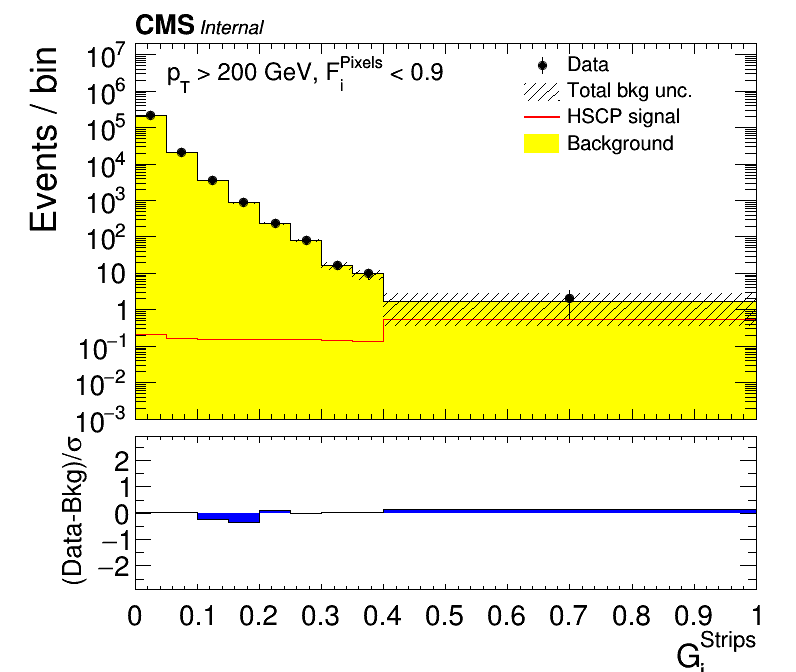 CMS Internal
p_T > 200 GeV, F_i^Pixels < 0.9
Data
Total bkg unc.
HSCP signal
Background
Events / bin
10^7
10^6
10^5
10^4
10^3
10^2
10
1
10^−1
10^−2
10^−3
(Data-Bkg)/σ
2
1
0
−1
−2
0 0.1 0.2 0.3 0.4 0.5 0.6 0.7 0.8 0.9 1
G_i^Strips